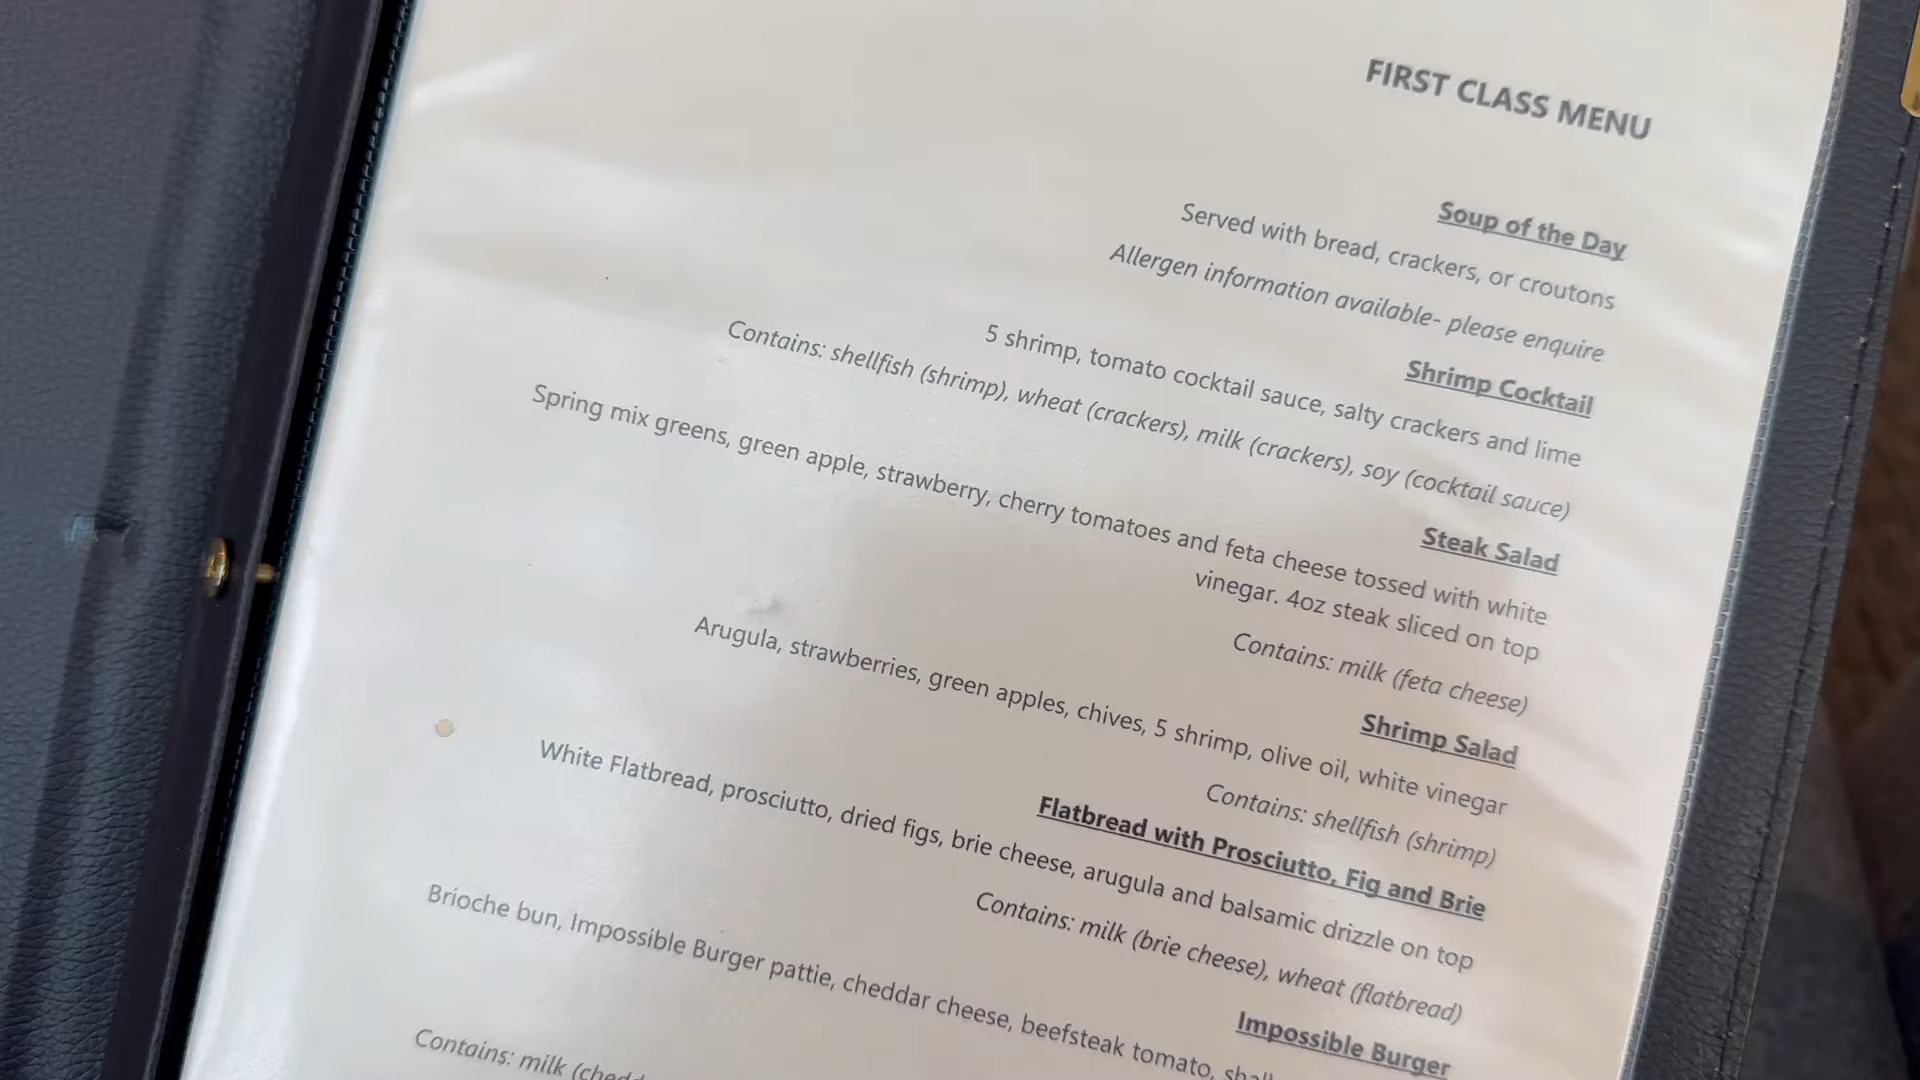 FIRST CLASS MENU
Soup of the Day
Served with bread, crackers, or croutons
Allergen information available- please enquire
Shrimp Cocktail
5 shrimp, tomato cocktail sauce, salty crackers and lime
Contains: shellfish (shrimp), wheat (crackers), milk (crackers), soy (cocktail sauce)
Steak Salad
Spring mix greens, green apple, strawberry, cherry tomatoes and feta cheese tossed with white
vinegar. 4oz steak sliced on top
Contains: milk (feta cheese)
Shrimp Salad
Arugula, strawberries, green apples, chives, 5 shrimp, olive oil, white vinegar
Contains: shellfish (shrimp)
Flatbread with Prosciutto, Fig and Brie
White Flatbread, prosciutto, dried figs, brie cheese, arugula and balsamic drizzle on top
Contains: milk (brie cheese), wheat (flatbread)
Impossible Burger
Brioche bun, Impossible Burger pattie, cheddar cheese, beefsteak tomato,
Contains: milk